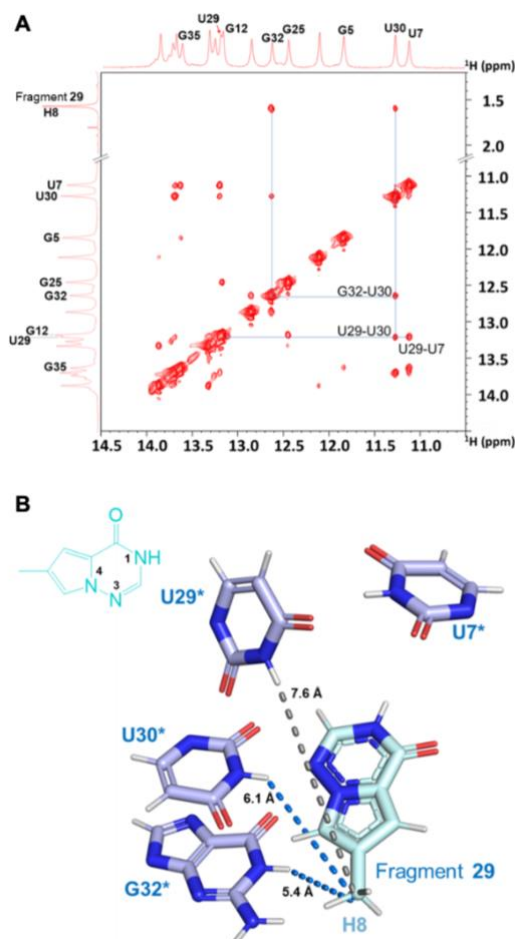 A
G35
U29
G12
G32
G25
G5
U30
U7
¹H (ppm)
Fragment 29
H8
1.5
2.0
U7
U30
G5
G25
G32
G12
U29
G35
11.0
11.5
12.0
12.5
13.0
13.5
14.0
G32-U30
U29-U30
U29-U7
14.5 14.0 13.5 13.0 12.5 12.0 11.5 11.0
¹H (ppm)
B
O
1
NH
4
3
N
N
U29*
U7*
7.6 Å
U30*
6.1 Å
Fragment 29
G32*
5.4 Å
H8